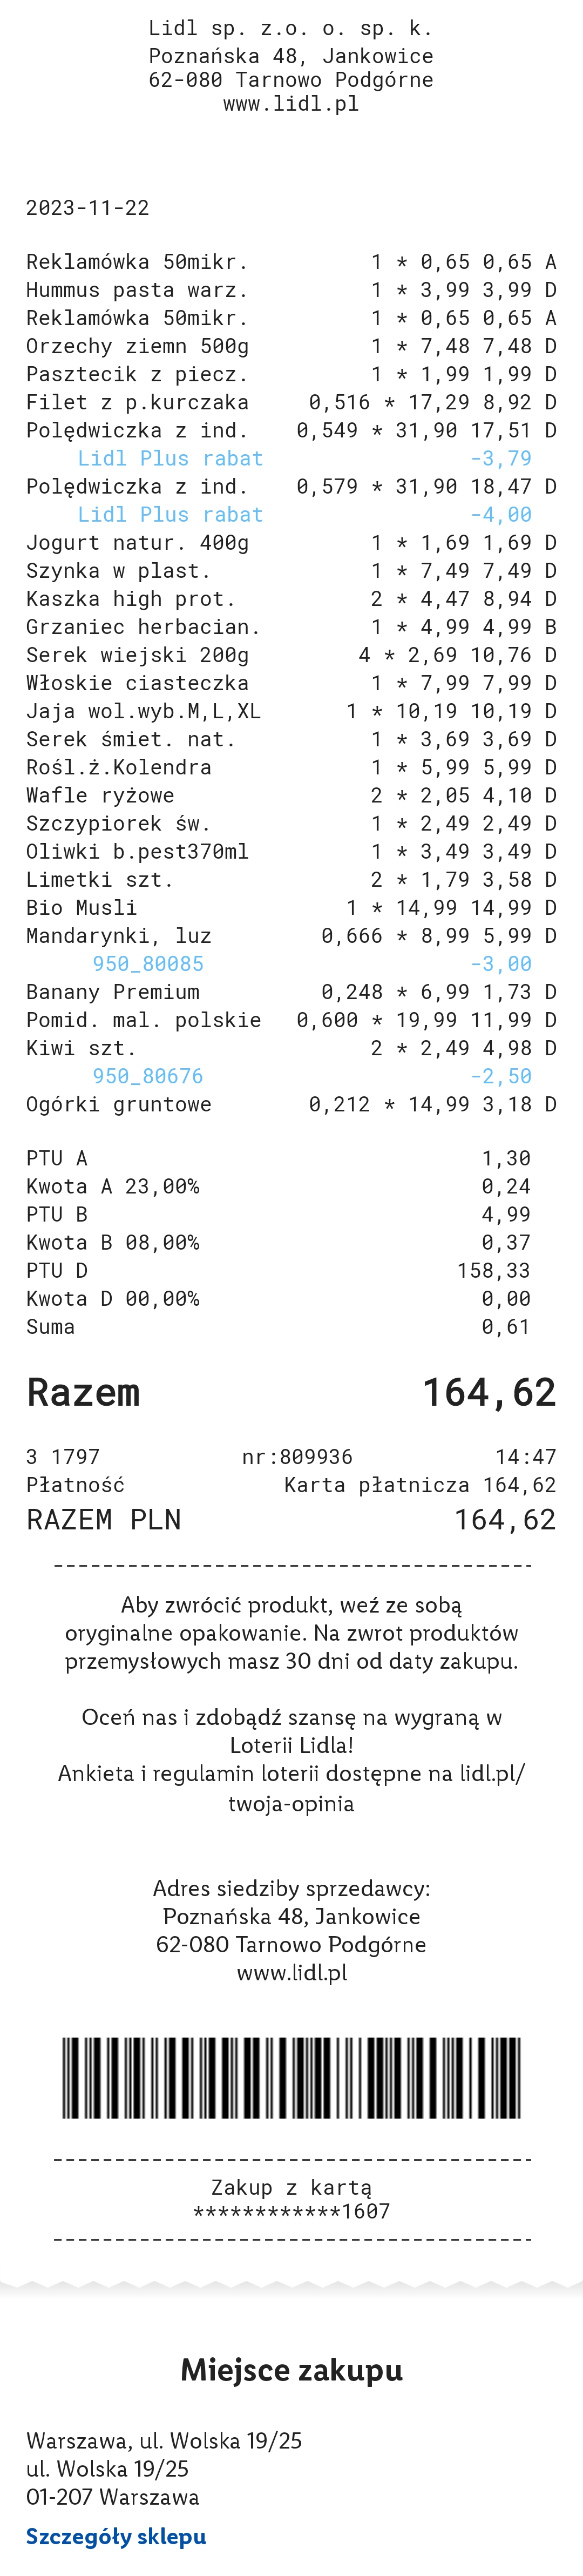 Lidl sp. z.o. o. sp. k.
Poznańska 48, Jankowice
62-080 Tarnowo Podgórne
www.lidl.pl
2023-11-22
Reklamówka 50mikr. 1 * 0,65 0,65 A
Hummus pasta warz. 1 * 3,99 3,99 D
Reklamówka 50mikr. 1 * 0,65 0,65 A
Orzechy ziemn 500g 1 * 7,48 7,48 D
Pasztecik z piecz. 1 * 1,99 1,99 D
Filet z p.kurczaka 0,516 * 17,29 8,92 D
Polędwiczka z ind. 0,549 * 31,90 17,51 D
Lidl Plus rabat -3,79
Polędwiczka z ind. 0,579 * 31,90 18,47 D
Lidl Plus rabat -4,00
Jogurt natur. 400g 1 * 1,69 1,69 D
Szynka w plast. 1 * 7,49 7,49 D
Kaszka high prot. 2 * 4,47 8,94 D
Grzaniec herbacian. 1 * 4,99 4,99 B
Serek wiejski 200g 4 * 2,69 10,76 D
Włoskie ciasteczka 1 * 7,99 7,99 D
Jaja wol.wyb.M,L,XL 1 * 10,19 10,19 D
Serek śmiet. nat. 1 * 3,69 3,69 D
Rośl.ż.Kolendra 1 * 5,99 5,99 D
Wafle ryżowe 2 * 2,05 4,10 D
Szczypiorek św. 1 * 2,49 2,49 D
Oliwki b.pest370ml 1 * 3,49 3,49 D
Limetki szt. 2 * 1,79 3,58 D
Bio Musli 1 * 14,99 14,99 D
Mandarynki, luz 0,666 * 8,99 5,99 D
950_80085 -3,00
Banany Premium 0,248 * 6,99 1,73 D
Pomid. mal. polskie 0,600 * 19,99 11,99 D
Kiwi szt. 2 * 2,49 4,98 D
950_80676 -2,50
Ogórki gruntowe 0,212 * 14,99 3,18 D
PTU A 1,30
Kwota A 23,00% 0,24
PTU B 4,99
Kwota B 08,00% 0,37
PTU D 158,33
Kwota D 00,00% 0,00
Suma 0,61
Razem 164,62
3 1797 nr:809936 14:47
Płatność Karta płatnicza 164,62
RAZEM PLN 164,62
Aby zwrócić produkt, weź ze sobą
oryginalne opakowanie. Na zwrot produktów
przemysłowych masz 30 dni od daty zakupu.
Oceń nas i zdobądź szansę na wygraną w
Loterii Lidla!
Ankieta i regulamin loterii dostępne na lidl.pl/
twoja-opinia
Adres siedziby sprzedawcy:
Poznańska 48, Jankowice
62-080 Tarnowo Podgórne
www.lidl.pl
Zakup z kartą
************1607
Miejsce zakupu
Warszawa, ul. Wolska 19/25
ul. Wolska 19/25
01-207 Warszawa
Szczegóły sklepu